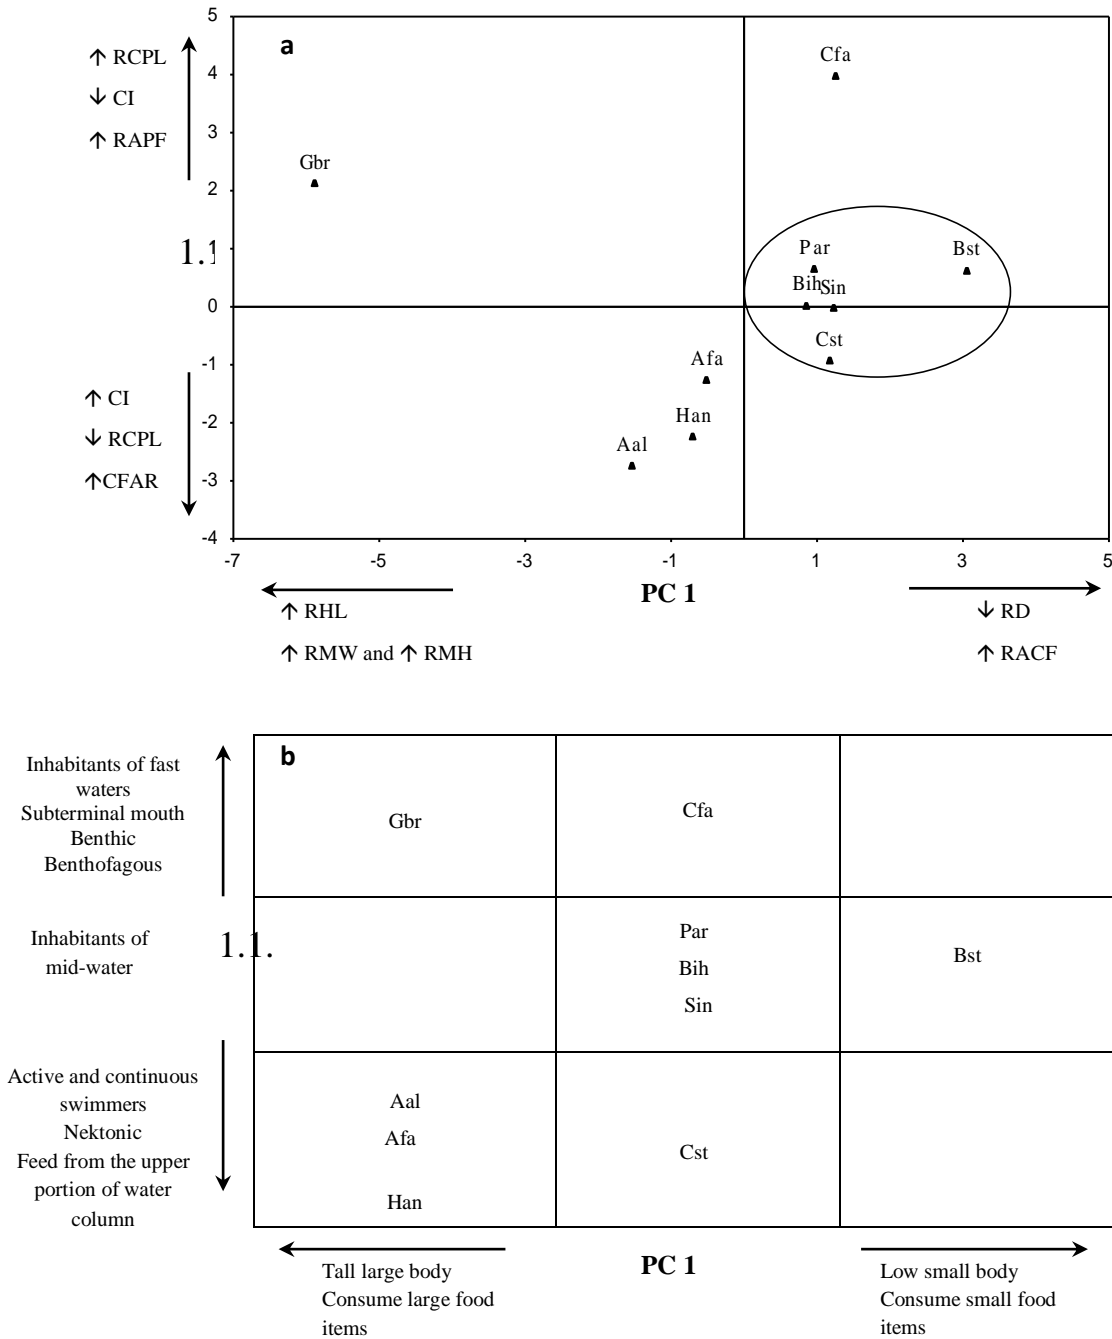 5
a
Cfa
↑ RCPL
4
↓ CI
3
↑ RAPF
Gbr
2
1.1
1
Par
Bst
Bih
Sin
0
Cst
-1
Afa
↑ CI
-2
Han
↓ RCPL
Aal
-3
↑CFAR
-4
-7
-5
-3
-1
1
3
5
PC 1
↑ RHL
↓ RD
↑ RMW and ↑ RMH
↑ RACF
b
Inhabitants of fast
waters
Subterminal mouth
Benthic
Benthofagous
Gbr
Cfa
Inhabitants of
mid-water
1.1.
Par
Bih
Sin
Bst
Active and continuous
swimmers
Nektonic
Feed from the upper
portion of water
column
Aal
Afa
Han
Cst
PC 1
Tall large body
Consume large food
items
Low small body
Consume small food
items